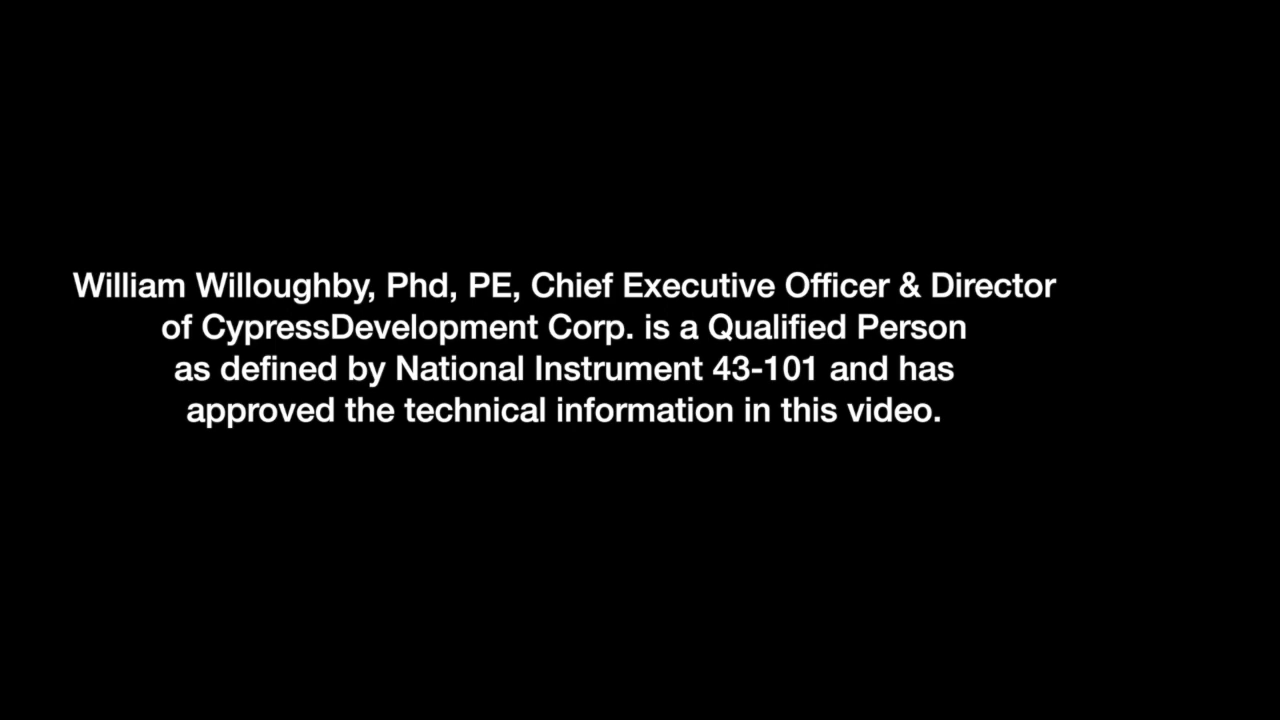 William Willoughby, Phd, PE, Chief Executive Officer & Director
of CypressDevelopment Corp. is a Qualified Person
as defined by National Instrument 43-101 and has
approved the technical information in this video.